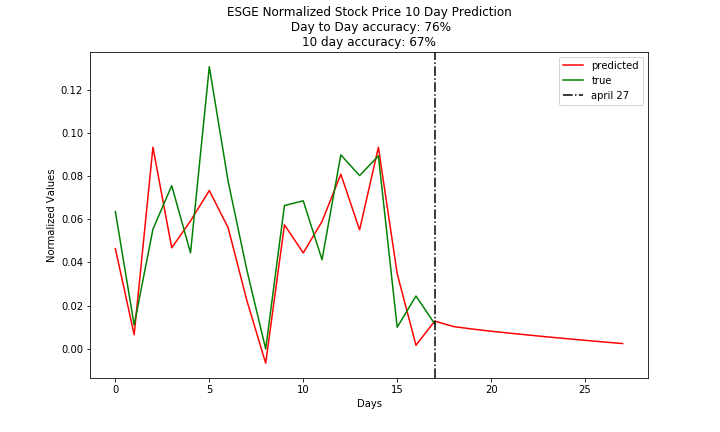 ESGE Normalized Stock Price 10 Day Prediction
Day to Day accuracy: 76%
10 day accuracy: 67%
predicted
true
april 27
0.12
0.10
0.08
0.06
0.04
0.02
0.00
Normalized Values
0 5 10 15 20 25
Days